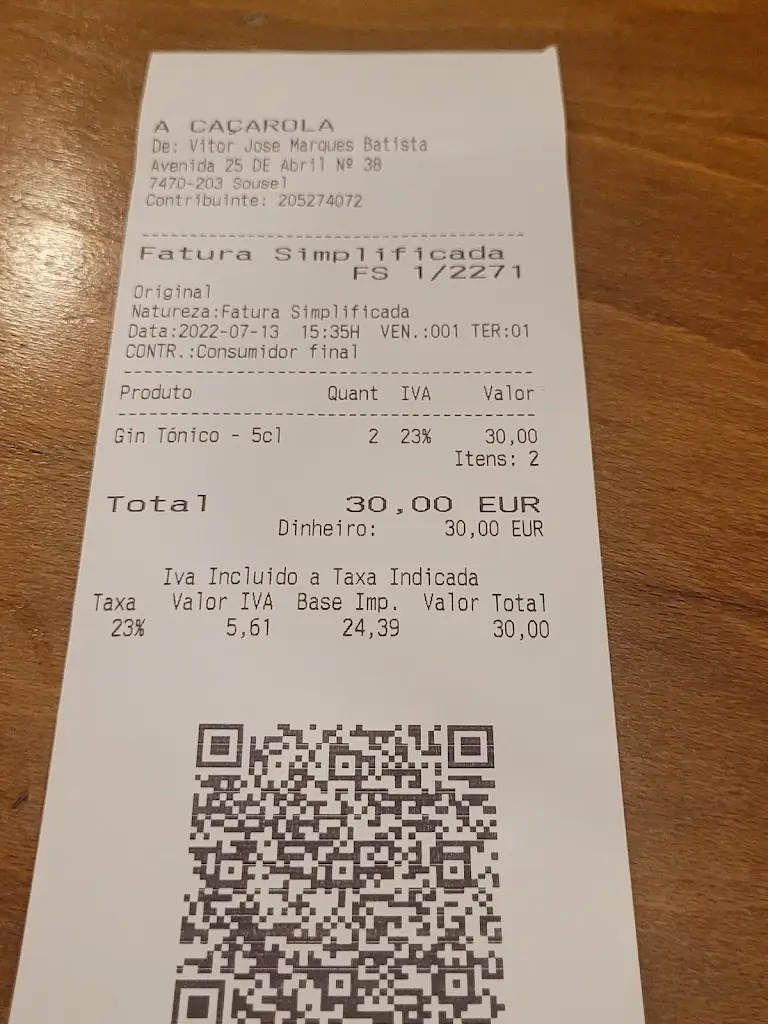 A CAÇAROLA
De: Vitor Jose Marques Batista
Avenida 25 DE Abril Nº 38
7470-203 Sousel
Contribuinte: 205274072
Fatura Simplificada
FS 1/2271
Original
Natureza:Fatura Simplificada
Data:2022-07-13 15:35H VEN.:001 TER:01
CONTR.:Consumidor final
Produto Quant IVA Valor
Gin Tónico - 5cl 2 23% 30,00
Itens: 2
Total 30,00 EUR
Dinheiro: 30,00 EUR
Iva Incluido a Taxa Indicada
Taxa Valor IVA Base Imp. Valor Total
23% 5,61 24,39 30,00